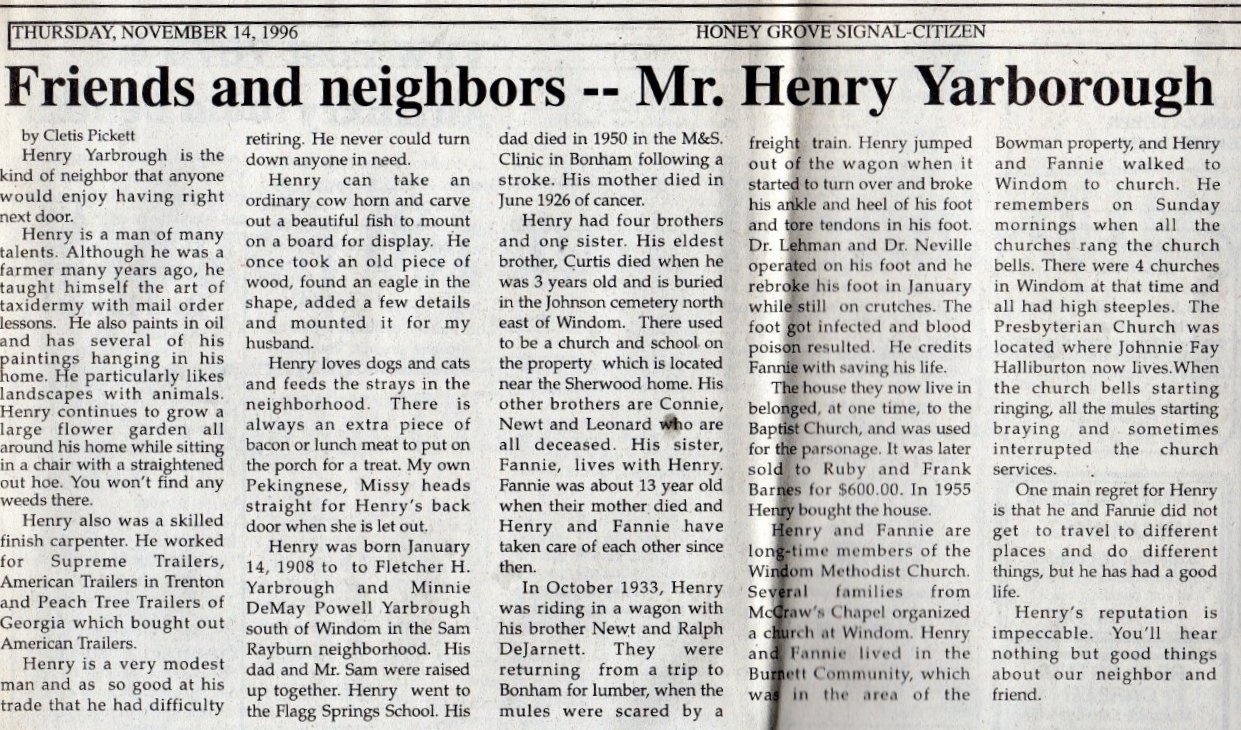 THURSDAY, NOVEMBER 14, 1996
HONEY GROVE SIGNAL-CITIZEN
Friends and neighbors -- Mr. Henry Yarborough
by Cletis Pickett
Henry Yarbrough is the
kind of neighbor that anyone
would enjoy having right
next door.
Henry is a man of many
talents. Although he was a
farmer many years ago, he
taught himself the art of
taxidermy with mail order
lessons. He also paints in oil
and has several of his
paintings hanging in his
home. He particularly likes
landscapes with animals.
Henry continues to grow a
large flower garden all
around his home while sitting
in a chair with a straightened
out hoe. You won't find any
weeds there.
Henry also was a skilled
finish carpenter. He worked
for Supreme Trailers,
American Trailers in Trenton
and Peach Tree Trailers of
Georgia which bought out
American Trailers.
Henry is a very modest
man and as so good at his
trade that he had difficulty
retiring. He never could turn
down anyone in need.
Henry can take an
ordinary cow horn and carve
out a beautiful fish to mount
on a board for display. He
once took an old piece of
wood, found an eagle in the
shape, added a few details
and mounted it for my
husband.
Henry loves dogs and cats
and feeds the strays in the
neighborhood. There is
always an extra piece of
bacon or lunch meat to put on
the porch for a treat. My own
Pekingnese, Missy heads
straight for Henry's back
door when she is let out.
Henry was born January
14, 1908 to to Fletcher H.
Yarbrough and Minnie
DeMay Powell Yarbrough
south of Windom in the Sam
Rayburn neighborhood. His
dad and Mr. Sam were raised
up together. Henry went to
the Flagg Springs School. His
dad died in 1950 in the M&S.
Clinic in Bonham following a
stroke. His mother died in
June 1926 of cancer.
Henry had four brothers
and one sister. His eldest
brother, Curtis died when he
was 3 years old and is buried
in the Johnson cemetery north
east of Windom. There used
to be a church and school on
the property which is located
near the Sherwood home. His
other brothers are Connie,
Newt and Leonard who are
all deceased. His sister,
Fannie, lives with Henry.
Fannie was about 13 year old
when their mother died and
Henry and Fannie have
taken care of each other since
then.
In October 1933, Henry
was riding in a wagon with
his brother Newt and Ralph
DeJarnett. They were
returning from a trip to
Bonham for lumber, when the
mules were scared by a
freight train. Henry jumped
out of the wagon when it
started to turn over and broke
his ankle and heel of his foot
and tore tendons in his foot.
Dr. Lehman and Dr. Neville
operated on his foot and he
rebroke his foot in January
while still on crutches. The
foot got infected and blood
poison resulted. He credits
Fannie with saving his life.
The house they now live in
belonged, at one time, to the
Baptist Church, and was used
for the parsonage. It was later
sold to Ruby and Frank
Barnes for $600.00. In 1955
Henry bought the house.
Henry and Fannie are
long-time members of the
Windom Methodist Church.
Several families from
McCraw's Chapel organized
a church at Windom. Henry
and Fannie lived in the
Burnett Community, which
was in the area of the
Bowman property, and Henry
and Fannie walked to
Windom to church. He
remembers on Sunday
mornings when all the
churches rang the church
bells. There were 4 churches
in Windom at that time and
all had high steeples. The
Presbyterian Church was
located where Johnnie Fay
Halliburton now lives.When
the church bells starting
ringing, all the mules starting
braying and sometimes
interrupted the church
services.
One main regret for Henry
is that he and Fannie did not
get to travel to different
places and do different
things, but he has had a good
life.
Henry's reputation is
impeccable. You'll hear
nothing but good things
about our neighbor and
friend.